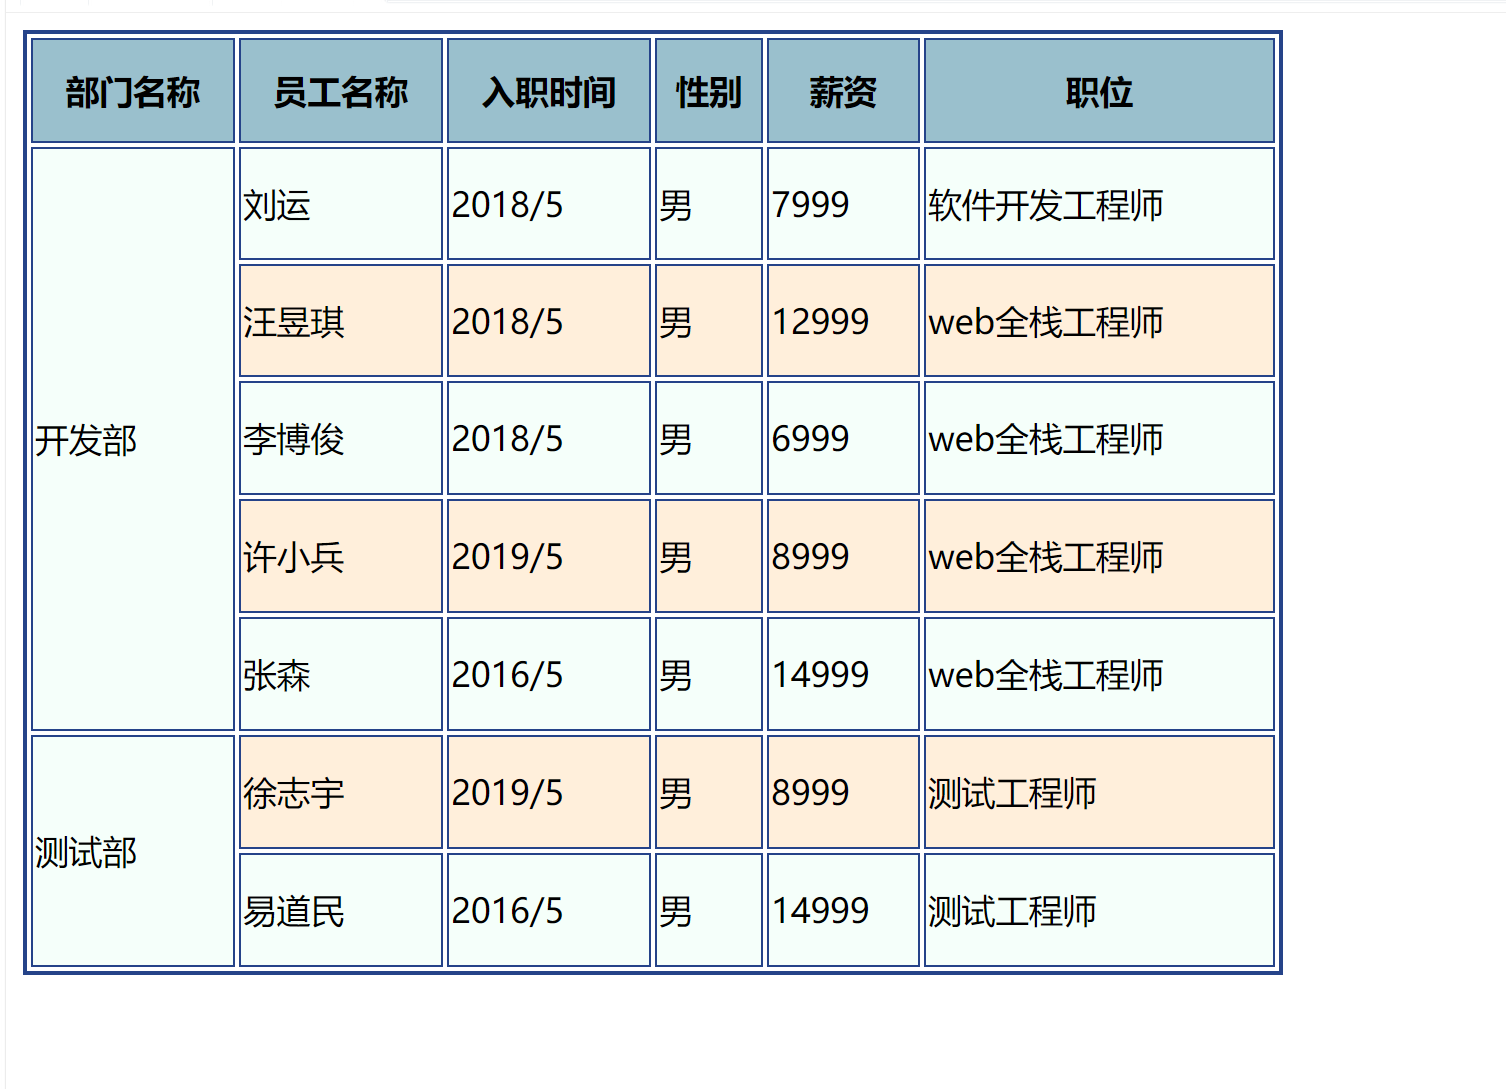 部门名称 员工名称 入职时间 性别 薪资 职位
刘运 2018/5 男 7999 软件开发工程师
汪昱琪 2018/5 男 12999 web全栈工程师
开发部 李博俊 2018/5 男 6999 web全栈工程师
许小兵 2019/5 男 8999 web全栈工程师
张森 2016/5 男 14999 web全栈工程师
徐志宇 2019/5 男 8999 测试工程师
测试部
易道民 2016/5 男 14999 测试工程师